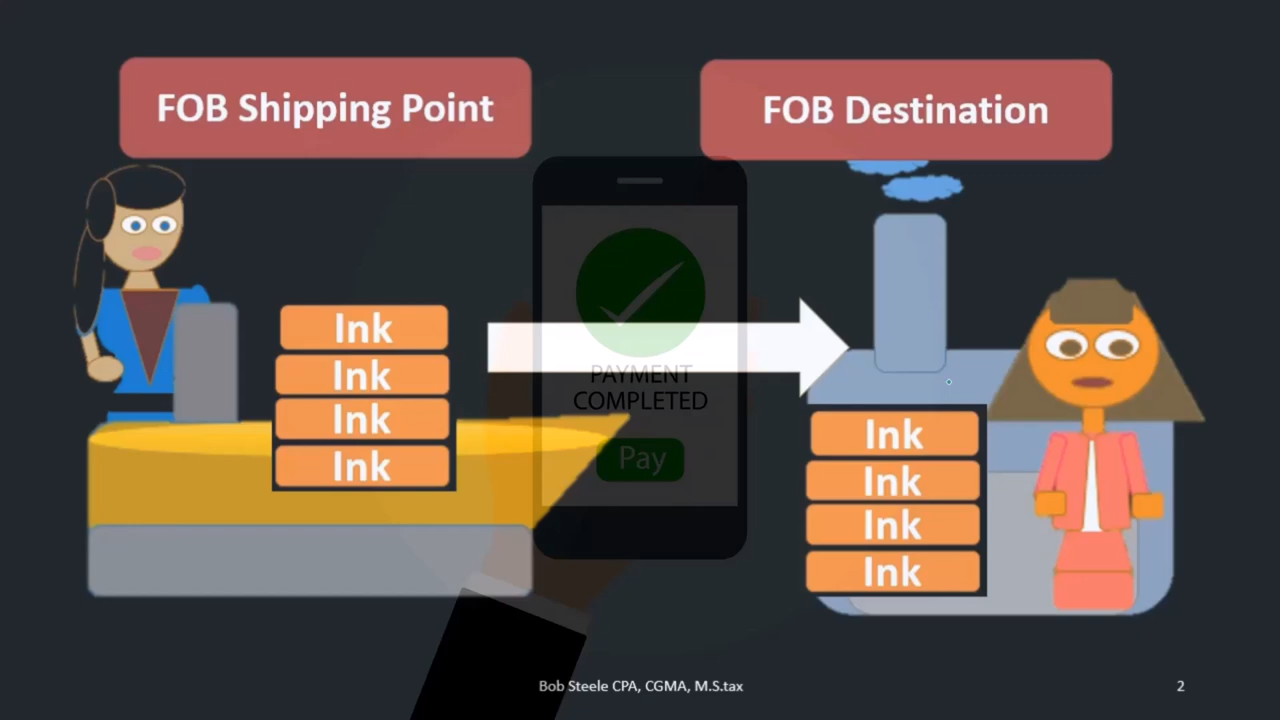 FOB Shipping Point
FOB Destination
Ink
Ink
Ink
Ink
PAYMENT
COMPLETED
Pay
Ink
Ink
Ink
Ink
Bob Steele CPA, CGMA, M.S.tax
2